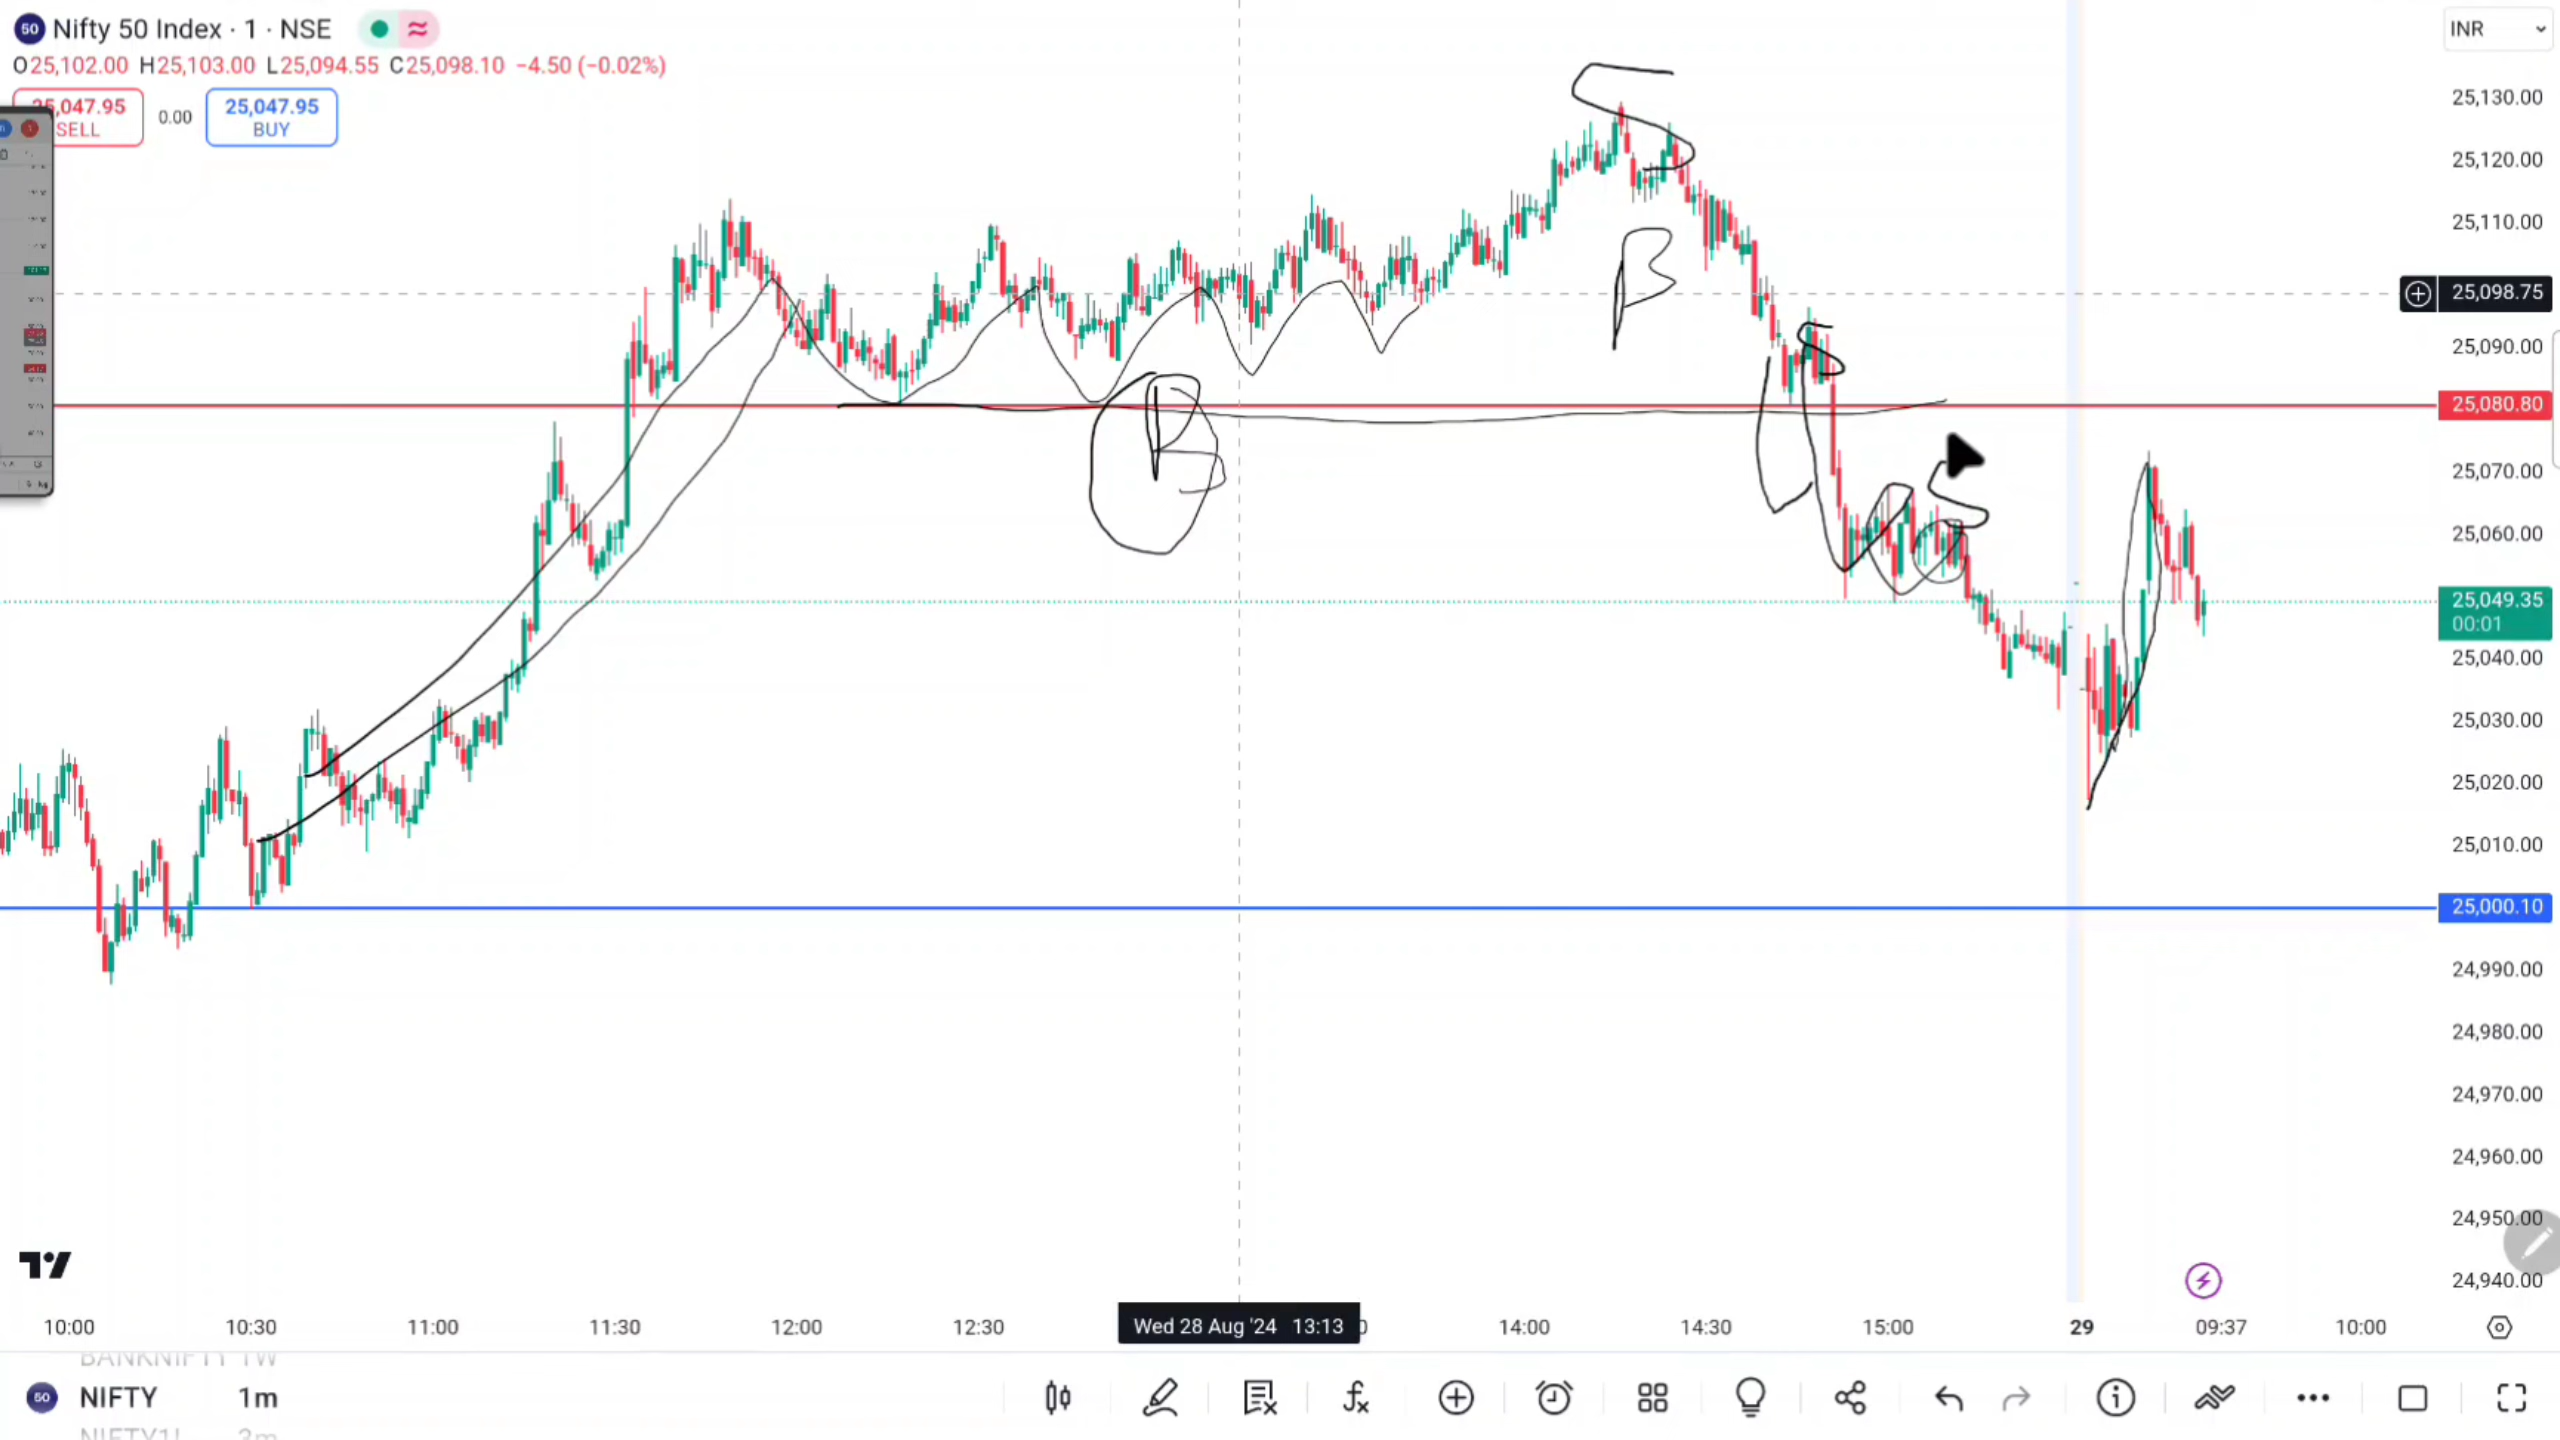 50 Nifty 50 Index · 1 · NSE
INR
O25,102.00 H25,103.00 L25,094.55 C25,098.10 −4.50 (−0.02%)
25,047.95
SELL
0.00
25,047.95
BUY
S
B
B
S
S
25,130.00
25,120.00
25,110.00
25,098.75
25,090.00
25,080.80
25,070.00
25,060.00
25,049.35
00:01
25,040.00
25,030.00
25,020.00
25,010.00
25,000.10
24,990.00
24,980.00
24,970.00
24,960.00
24,950.00
24,940.00
10:00 10:30 11:00 11:30 12:00 12:30 Wed 28 Aug '24 13:13 14:00 14:30 15:00 29 09:37 10:00
BANKNIFTY 1W
50 NIFTY 1m
NIFTY1! 3m